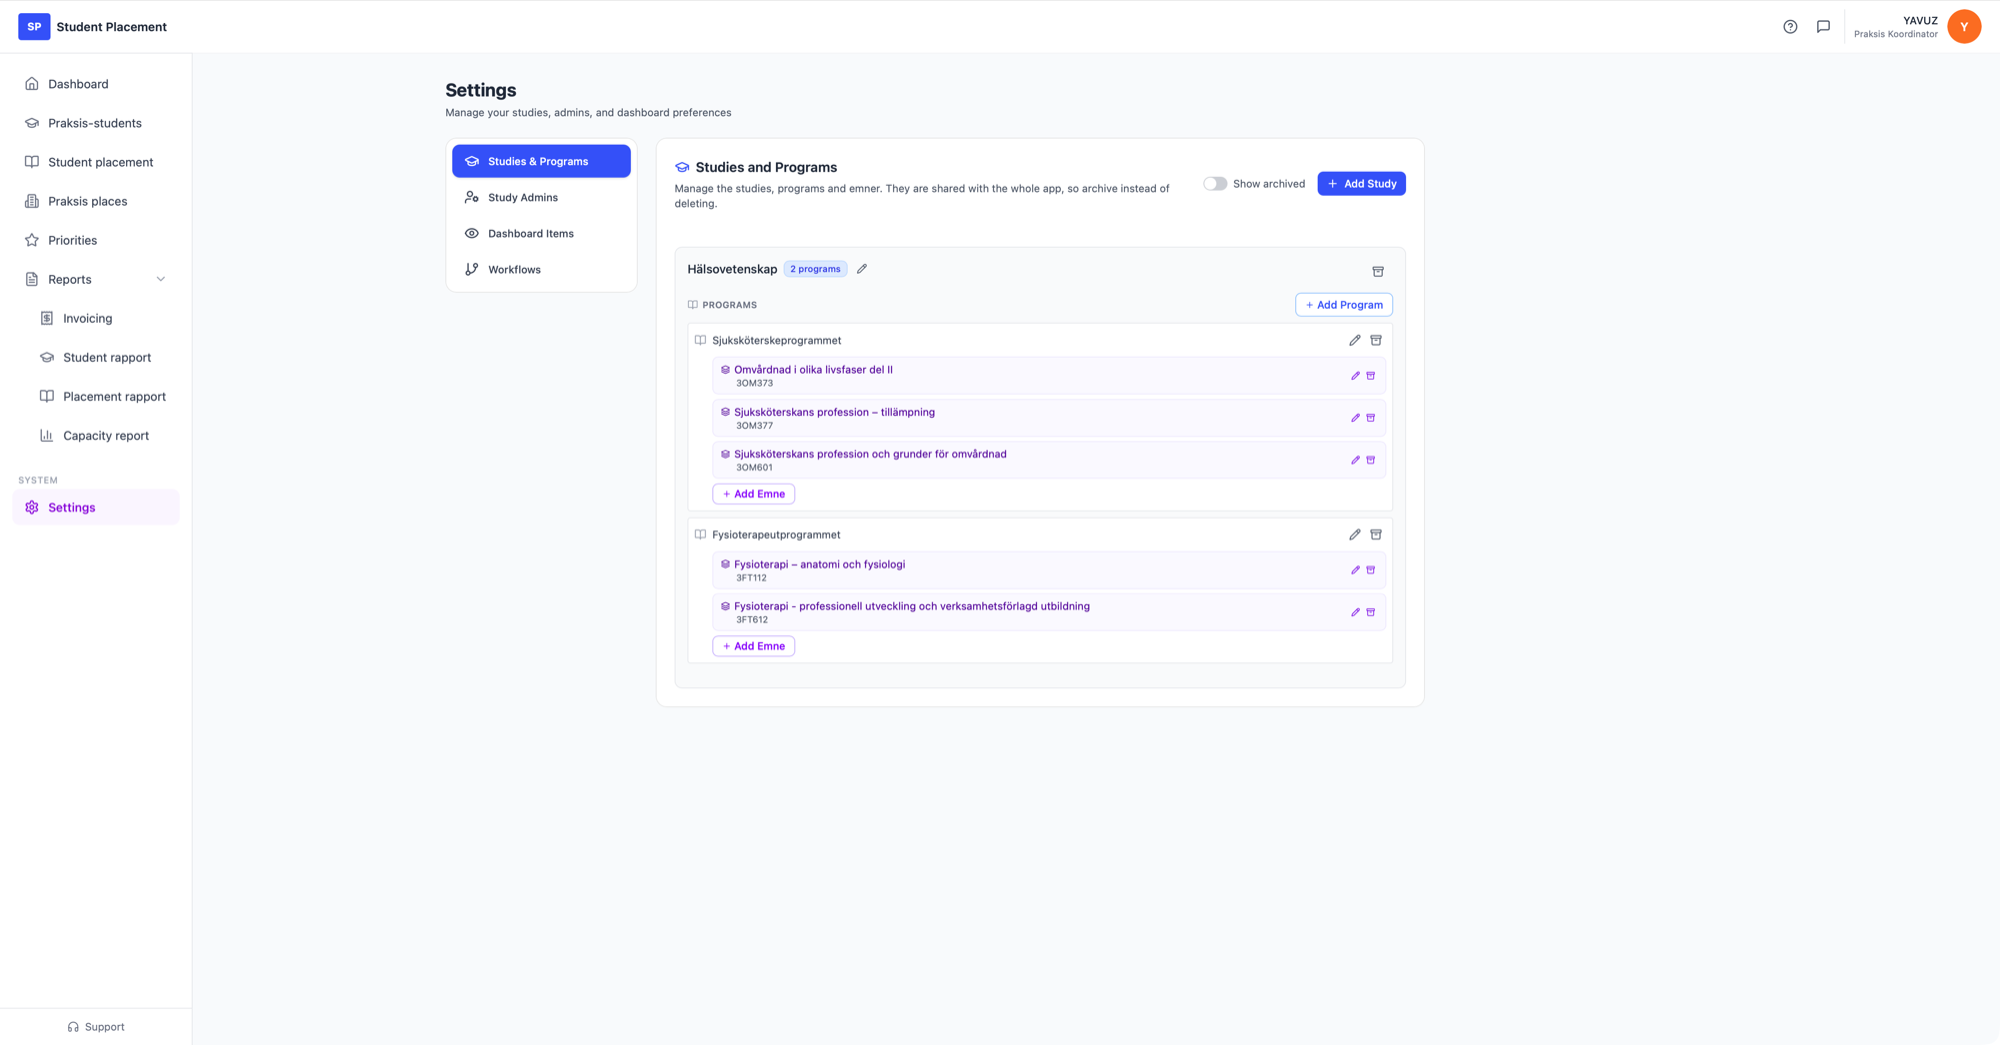 SP Student Placement
YAVUZ
Praksis Koordinator
Y
Dashboard
Praksis-students
Student placement
Praksis places
Priorities
Reports
Invoicing
Student rapport
Placement rapport
Capacity report
SYSTEM
Settings
Support
Settings
Manage your studies, admins, and dashboard preferences
Studies & Programs
Study Admins
Dashboard Items
Workflows
Studies and Programs
Manage the studies, programs and emner. They are shared with the whole app, so archive instead of
deleting.
Show archived
+ Add Study
Hälsovetenskap 2 programs
PROGRAMS
+ Add Program
Sjuksköterskeprogrammet
Omvårdnad i olika livsfaser del II
3OM373
Sjuksköterskans profession – tillämpning
3OM377
Sjuksköterskans profession och grunder för omvårdnad
3OM601
+ Add Emne
Fysioterapeutprogrammet
Fysioterapi – anatomi och fysiologi
3FT112
Fysioterapi - professionell utveckling och verksamhetsförlagd utbildning
3FT612
+ Add Emne